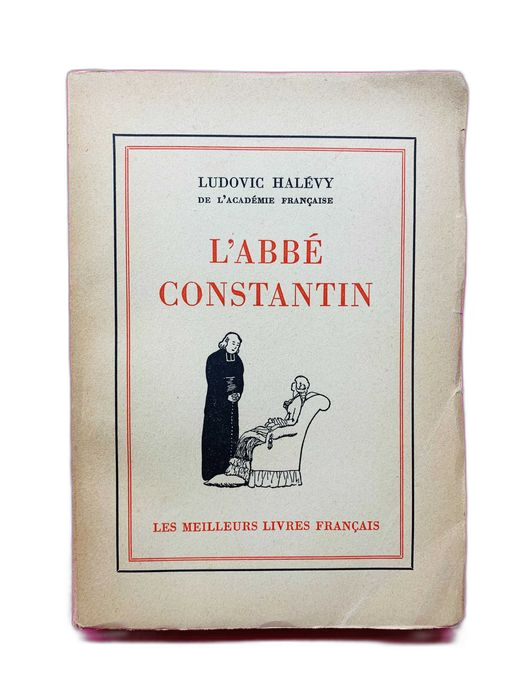 LUDOVIC HALÉVY
DE L'ACADÉMIE FRANÇAISE
L'ABBÉ
CONSTANTIN
LES MEILLEURS LIVRES FRANÇAIS